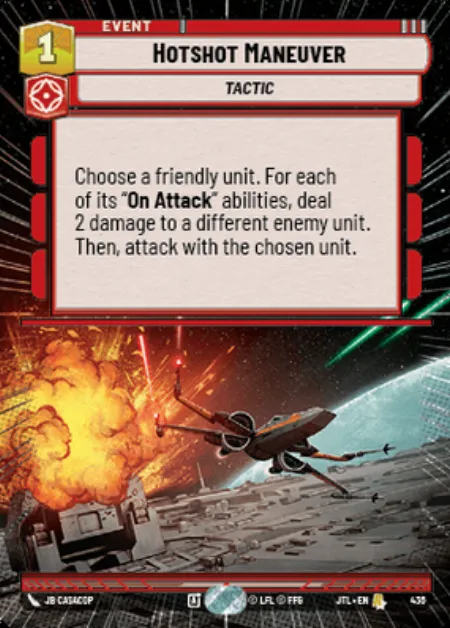 EVENT
1
HOTSHOT MANEUVER
TACTIC
Choose a friendly unit. For each
of its "On Attack" abilities, deal
2 damage to a different enemy unit.
Then, attack with the chosen unit.
JB CASACOP
© LFL © FFG
JTL • EN
436